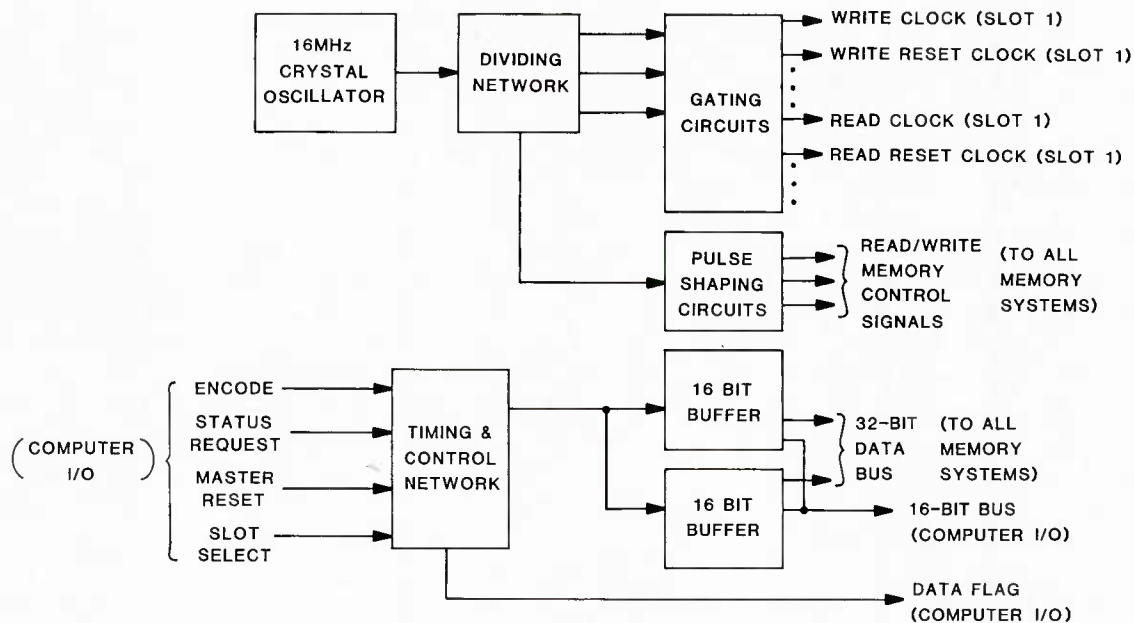 16MHz
CRYSTAL
OSCILLATOR
DIVIDING
NETWORK
GATING
CIRCUITS
WRITE CLOCK (SLOT 1)
WRITE RESET CLOCK (SLOT 1)
READ CLOCK (SLOT 1)
READ RESET CLOCK (SLOT 1)
PULSE
SHAPING
CIRCUITS
READ/WRITE
MEMORY
CONTROL
SIGNALS
(TO ALL
MEMORY
SYSTEMS)
(COMPUTER
I/O)
ENCODE
STATUS
REQUEST
MASTER
RESET
SLOT
SELECT
TIMING &
CONTROL
NETWORK
16 BIT
BUFFER
16 BIT
BUFFER
32-BIT
DATA
BUS
(TO ALL
MEMORY
SYSTEMS)
16-BIT BUS
(COMPUTER I/O)
DATA FLAG
(COMPUTER I/O)